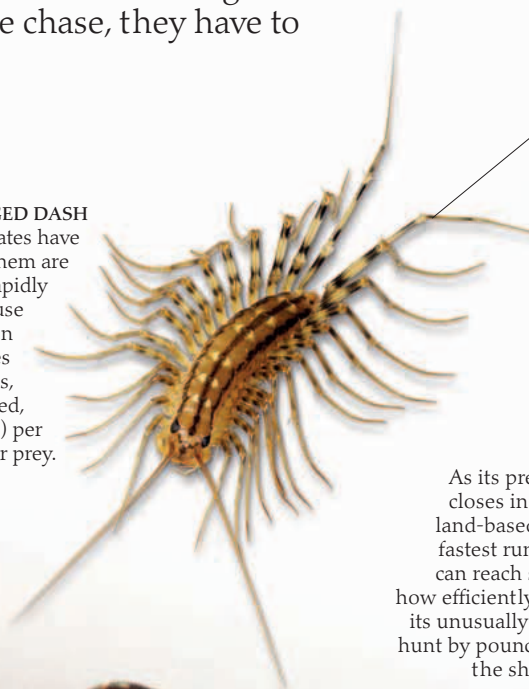 e chase, they have to
ED DASH
ates have
hem are
pidly
use
n
es
s,
ed,
) per
r prey.
As its pre
closes in
land-based
fastest run
can reach s
how efficiently
its unusually
hunt by pounc
the sh